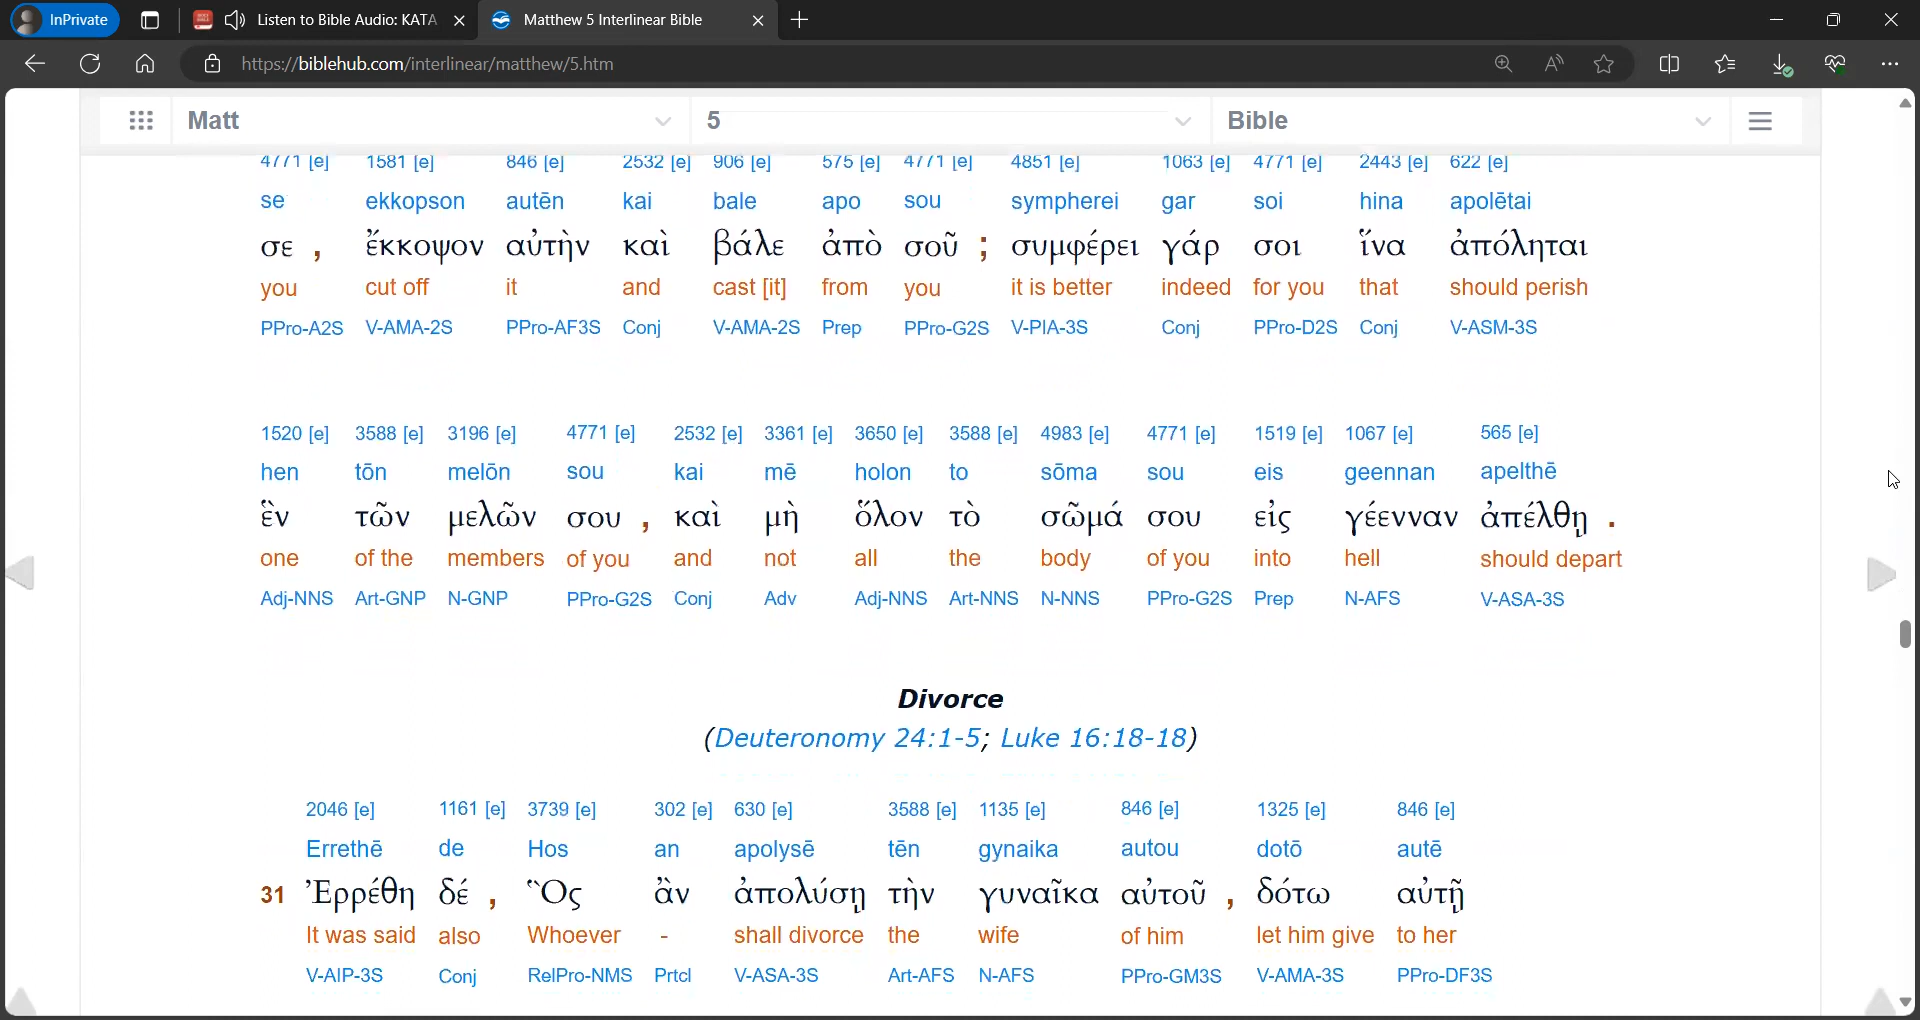 InPrivate Listen to Bible Audio: KATA Matthew 5 Interlinear Bible
https://biblehub.com/interlinear/matthew/5.htm
Matt 5 Bible
4771 [e] 1581 [e] 846 [e] 2532 [e] 906 [e] 575 [e] 4771 [e] 4851 [e] 1063 [e] 4771 [e] 2443 [e] 622 [e]
se ekkopson autēn kai bale apo sou sympherei gar soi hina apolētai
σε , ἔκκοψον αὐτὴν καὶ βάλε ἀπὸ σοῦ ; συμφέρει γάρ σοι ἵνα ἀπόληται
you cut off it and cast [it] from you it is better indeed for you that should perish
PPro-A2S V-AMA-2S PPro-AF3S Conj V-AMA-2S Prep PPro-G2S V-PIA-3S Conj PPro-D2S Conj V-ASM-3S
1520 [e] 3588 [e] 3196 [e] 4771 [e] 2532 [e] 3361 [e] 3650 [e] 3588 [e] 4983 [e] 4771 [e] 1519 [e] 1067 [e] 565 [e]
hen tōn melōn sou kai mē holon to sōma sou eis geennan apelthē
ἓν τῶν μελῶν σου , καὶ μὴ ὅλον τὸ σῶμά σου εἰς γέενναν ἀπέλθῃ .
one of the members of you and not all the body of you into hell should depart
Adj-NNS Art-GNP N-GNP PPro-G2S Conj Adv Adj-NNS Art-NNS N-NNS PPro-G2S Prep N-AFS V-ASA-3S
Divorce
(Deuteronomy 24:1-5; Luke 16:18-18)
2046 [e] 1161 [e] 3739 [e] 302 [e] 630 [e] 3588 [e] 1135 [e] 846 [e] 1325 [e] 846 [e]
Errethē de Hos an apolysē tēn gynaika autou dotō autē
31 Ἐρρέθη δέ , Ὃς ἂν ἀπολύσῃ τὴν γυναῖκα αὐτοῦ , δότω αὐτῇ
It was said also Whoever - shall divorce the wife of him let him give to her
V-AIP-3S Conj RelPro-NMS Prtcl V-ASA-3S Art-AFS N-AFS PPro-GM3S V-AMA-3S PPro-DF3S